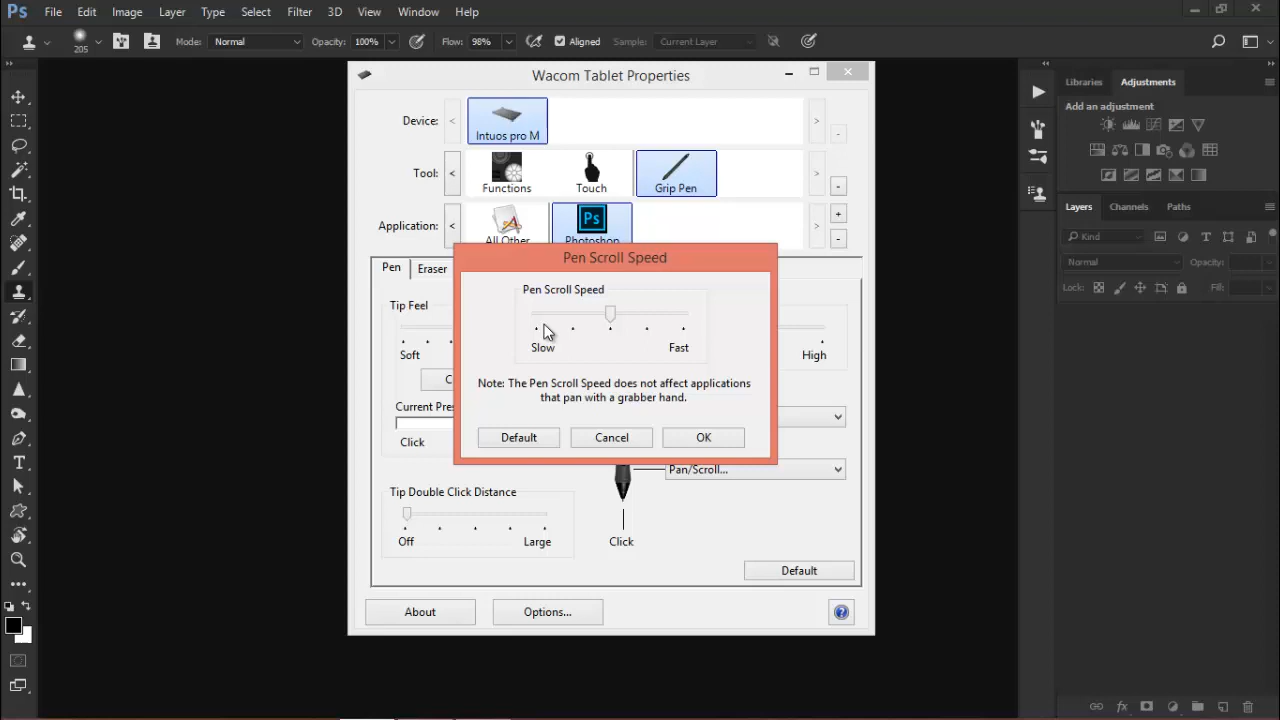 Ps File Edit Image Layer Type Select Filter 3D View Window Help
205 Mode: Normal Opacity: 100% Flow: 98% Aligned Sample: Current Layer
Wacom Tablet Properties
Libraries Adjustments
Add an adjustment
Device: < Intuos pro M > -
Tool: < Functions Touch Grip Pen > -
Application: < All Other Ps Photoshop > + -
Layers Channels Paths
Kind
Normal Opacity:
Lock: Fill:
Pen Eraser
Pen Scroll Speed
Pen Scroll Speed
Slow Fast
Note: The Pen Scroll Speed does not affect applications
that pan with a grabber hand.
Default Cancel OK
Tip Feel
Soft High
C
Current Pres
Click
Pan/Scroll...
Tip Double Click Distance
Off Large
Click
Default
About Options... ?
T
fx